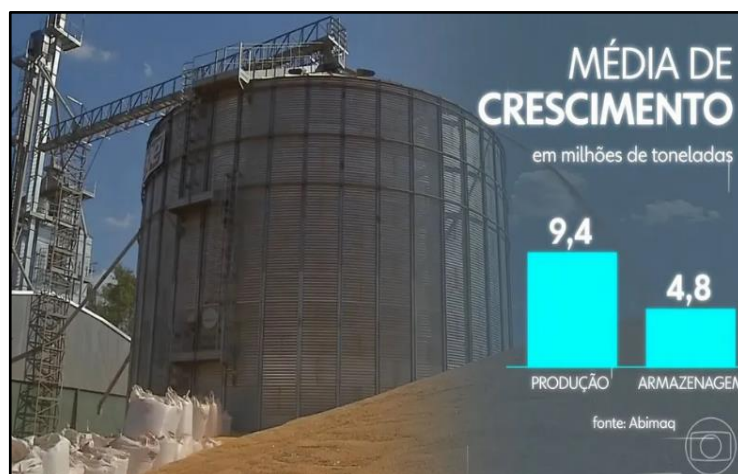 MÉDIA DE
CRESCIMENTO
em milhões de toneladas
9,4
4,8
PRODUÇÃO ARMAZENAGEM
fonte: Abimaq